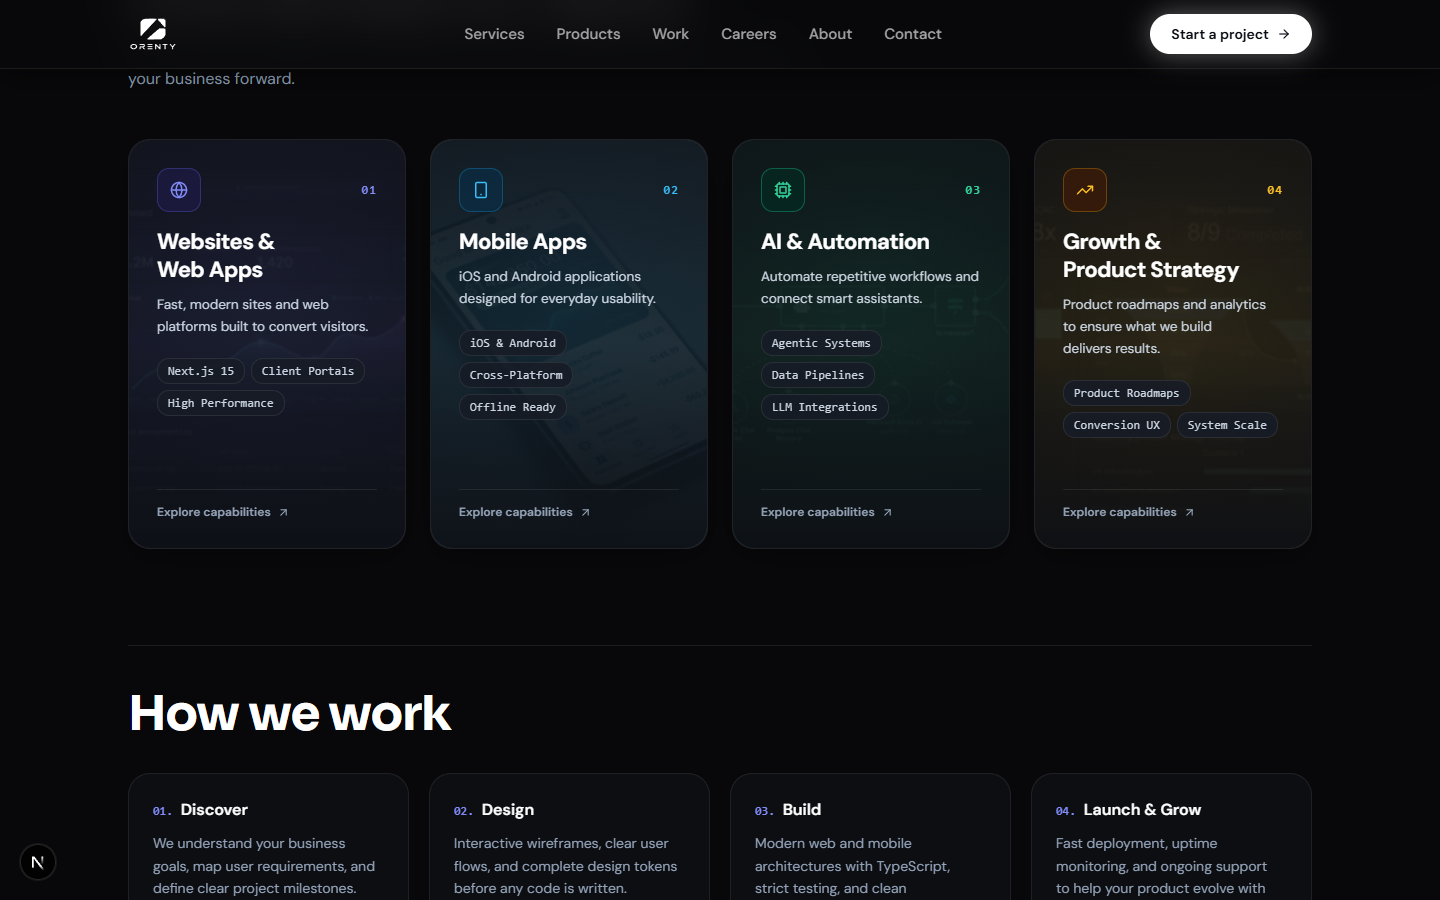 ORENTY
Services
Products
Work
Careers
About
Contact
Start a project
your business forward.
01
Websites &
Web Apps
Fast, modern sites and web
platforms built to convert visitors.
Next.js 15
Client Portals
High Performance
Explore capabilities
02
Mobile Apps
iOS and Android applications
designed for everyday usability.
iOS & Android
Cross-Platform
Offline Ready
Explore capabilities
03
AI & Automation
Automate repetitive workflows and
connect smart assistants.
Agentic Systems
Data Pipelines
LLM Integrations
Explore capabilities
04
8/9
Growth &
Product Strategy
Product roadmaps and analytics
to ensure what we build
delivers results.
Product Roadmaps
Conversion UX
System Scale
Explore capabilities
How we work
01. Discover
We understand your business
goals, map user requirements, and
define clear project milestones.
02. Design
Interactive wireframes, clear user
flows, and complete design tokens
before any code is written.
03. Build
Modern web and mobile
architectures with TypeScript,
strict testing, and clean
04. Launch & Grow
Fast deployment, uptime
monitoring, and ongoing support
to help your product evolve with
N